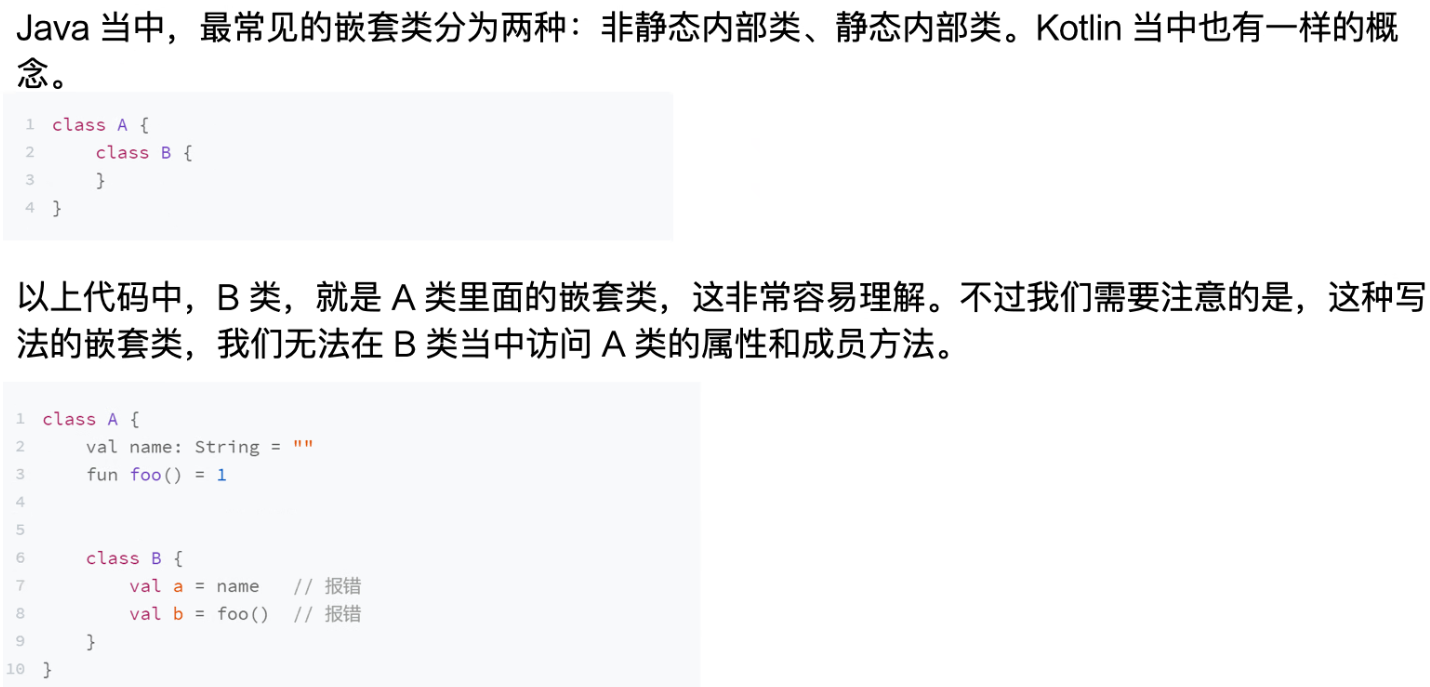 Java 当中，最常见的嵌套类分为两种：非静态内部类、静态内部类。Kotlin 当中也有一样的概
念。
1 class A {
2     class B {
3     }
4 }
以上代码中，B 类，就是 A 类里面的嵌套类，这非常容易理解。不过我们需要注意的是，这种写
法的嵌套类，我们无法在 B 类当中访问 A 类的属性和成员方法。
1 class A {
2     val name: String = ""
3     fun foo() = 1
4
5
6     class B {
7         val a = name   // 报错
8         val b = foo()  // 报错
9     }
10 }